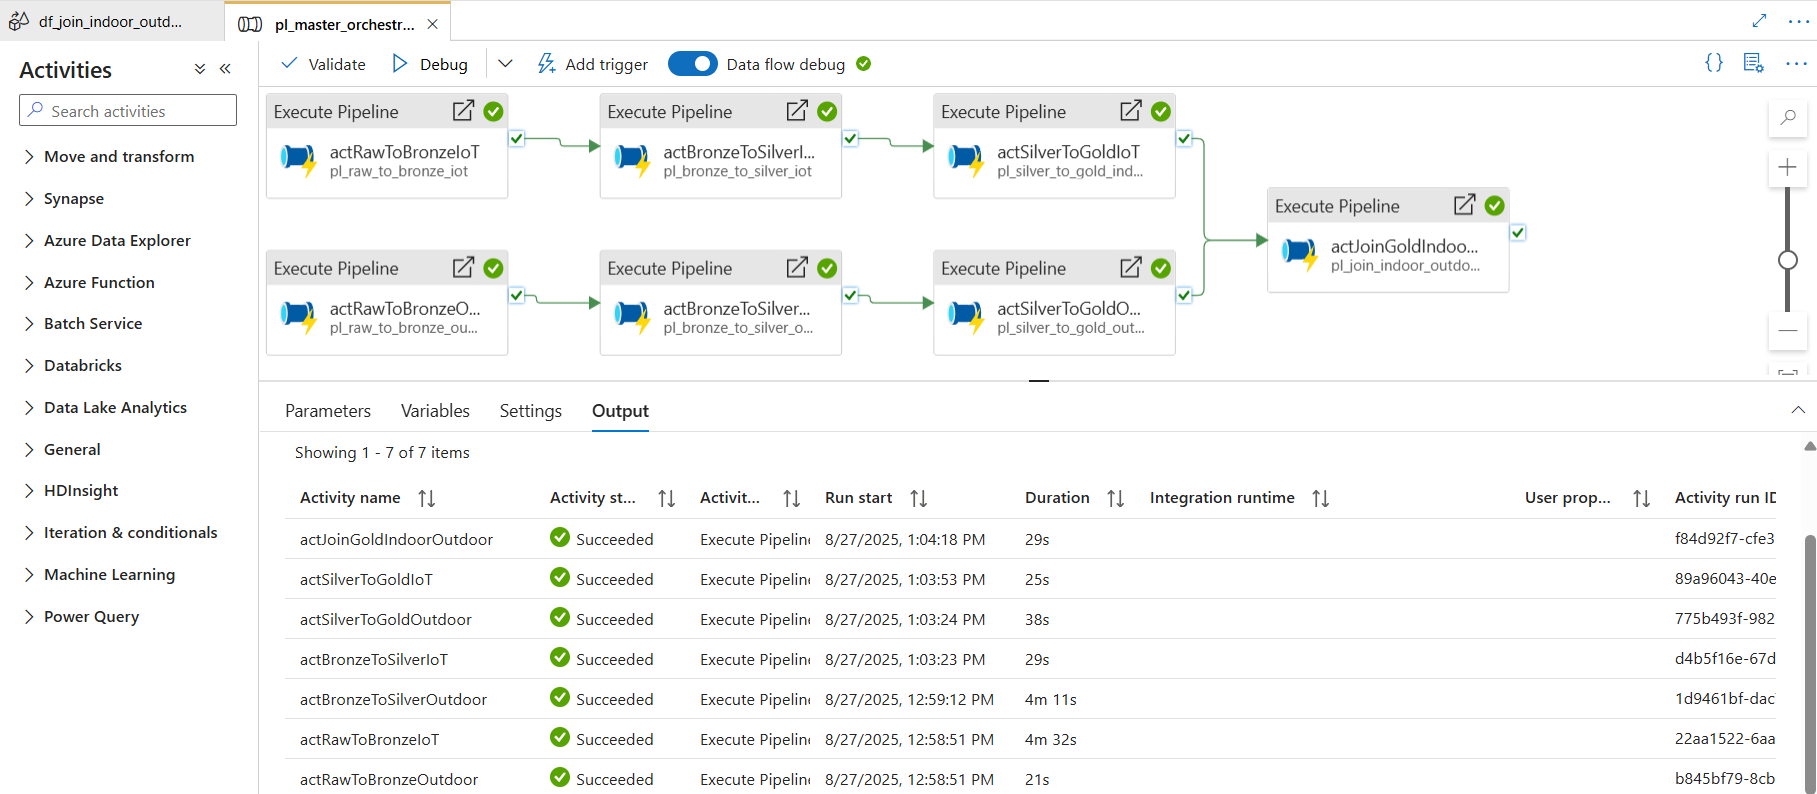 df_join_indoor_outd...
pl_master_orchestr...
Activities
Search activities
Move and transform
Synapse
Azure Data Explorer
Azure Function
Batch Service
Databricks
Data Lake Analytics
General
HDInsight
Iteration & conditionals
Machine Learning
Power Query
Validate Debug Add trigger Data flow debug {}
Execute Pipeline
actRawToBronzeIoT
pl_raw_to_bronze_iot
Execute Pipeline
actBronzeToSilverI...
pl_bronze_to_silver_iot
Execute Pipeline
actSilverToGoldIoT
pl_silver_to_gold_ind...
Execute Pipeline
actJoinGoldIndoo...
pl_join_indoor_outdo...
Execute Pipeline
actRawToBronzeO...
pl_raw_to_bronze_ou...
Execute Pipeline
actBronzeToSilver...
pl_bronze_to_silver_o...
Execute Pipeline
actSilverToGoldO...
pl_silver_to_gold_out...
Parameters Variables Settings Output
Showing 1 - 7 of 7 items
Activity name Activity st... Activit... Run start Duration Integration runtime User prop... Activity run ID
actJoinGoldIndoorOutdoor Succeeded Execute Pipeline 8/27/2025, 1:04:18 PM 29s f84d92f7-cfe3
actSilverToGoldIoT Succeeded Execute Pipeline 8/27/2025, 1:03:53 PM 25s 89a96043-40e
actSilverToGoldOutdoor Succeeded Execute Pipeline 8/27/2025, 1:03:24 PM 38s 775b493f-982
actBronzeToSilverIoT Succeeded Execute Pipeline 8/27/2025, 1:03:23 PM 29s d4b5f16e-67d
actBronzeToSilverOutdoor Succeeded Execute Pipeline 8/27/2025, 12:59:12 PM 4m 11s 1d9461bf-dac
actRawToBronzeIoT Succeeded Execute Pipeline 8/27/2025, 12:58:51 PM 4m 32s 22aa1522-6aa
actRawToBronzeOutdoor Succeeded Execute Pipeline 8/27/2025, 12:58:51 PM 21s b845bf79-8cb